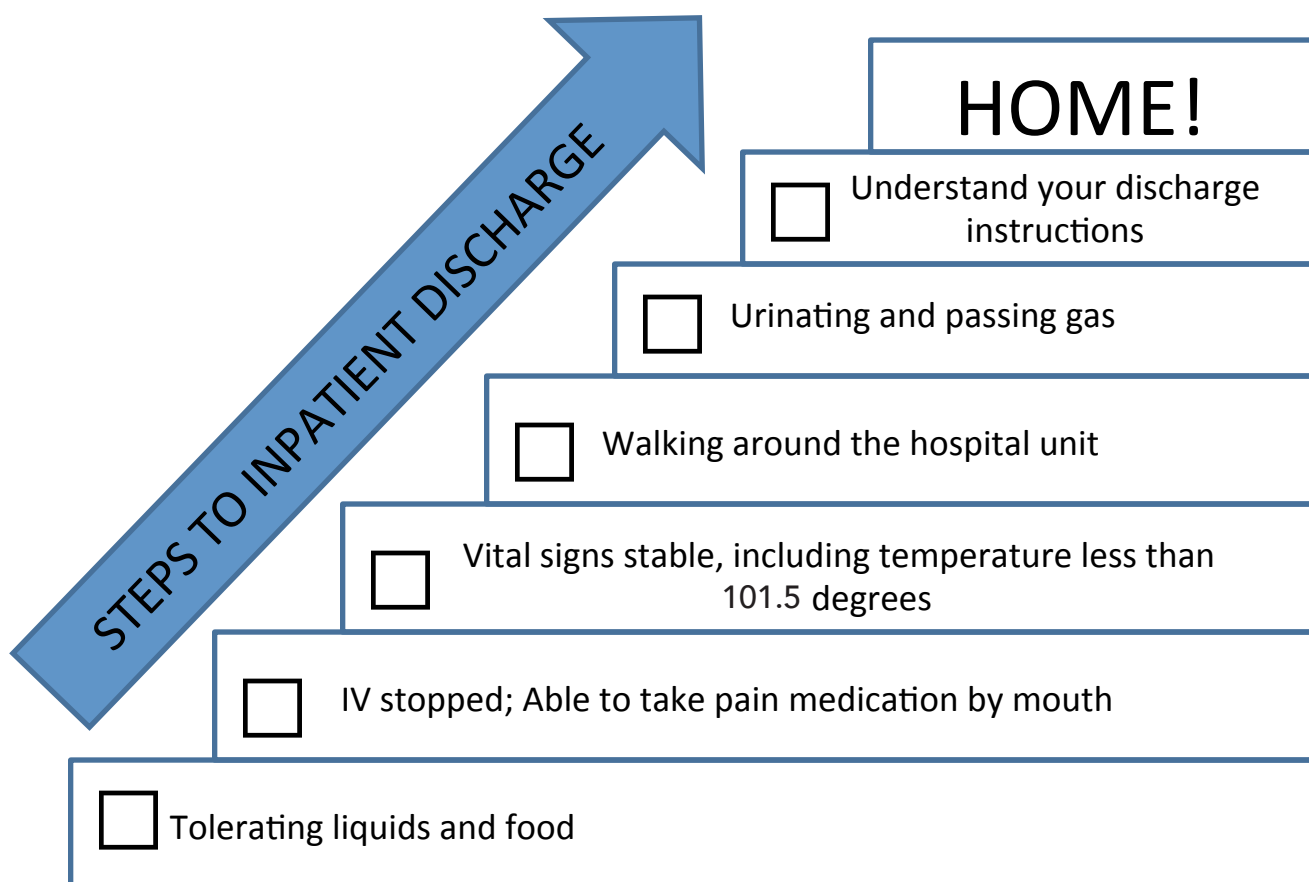 STEPS TO INPATIENT DISCHARGE
HOME!
Understand your discharge
instructions
Urinating and passing gas
Walking around the hospital unit
Vital signs stable, including temperature less than
101.5 degrees
IV stopped; Able to take pain medication by mouth
Tolerating liquids and food